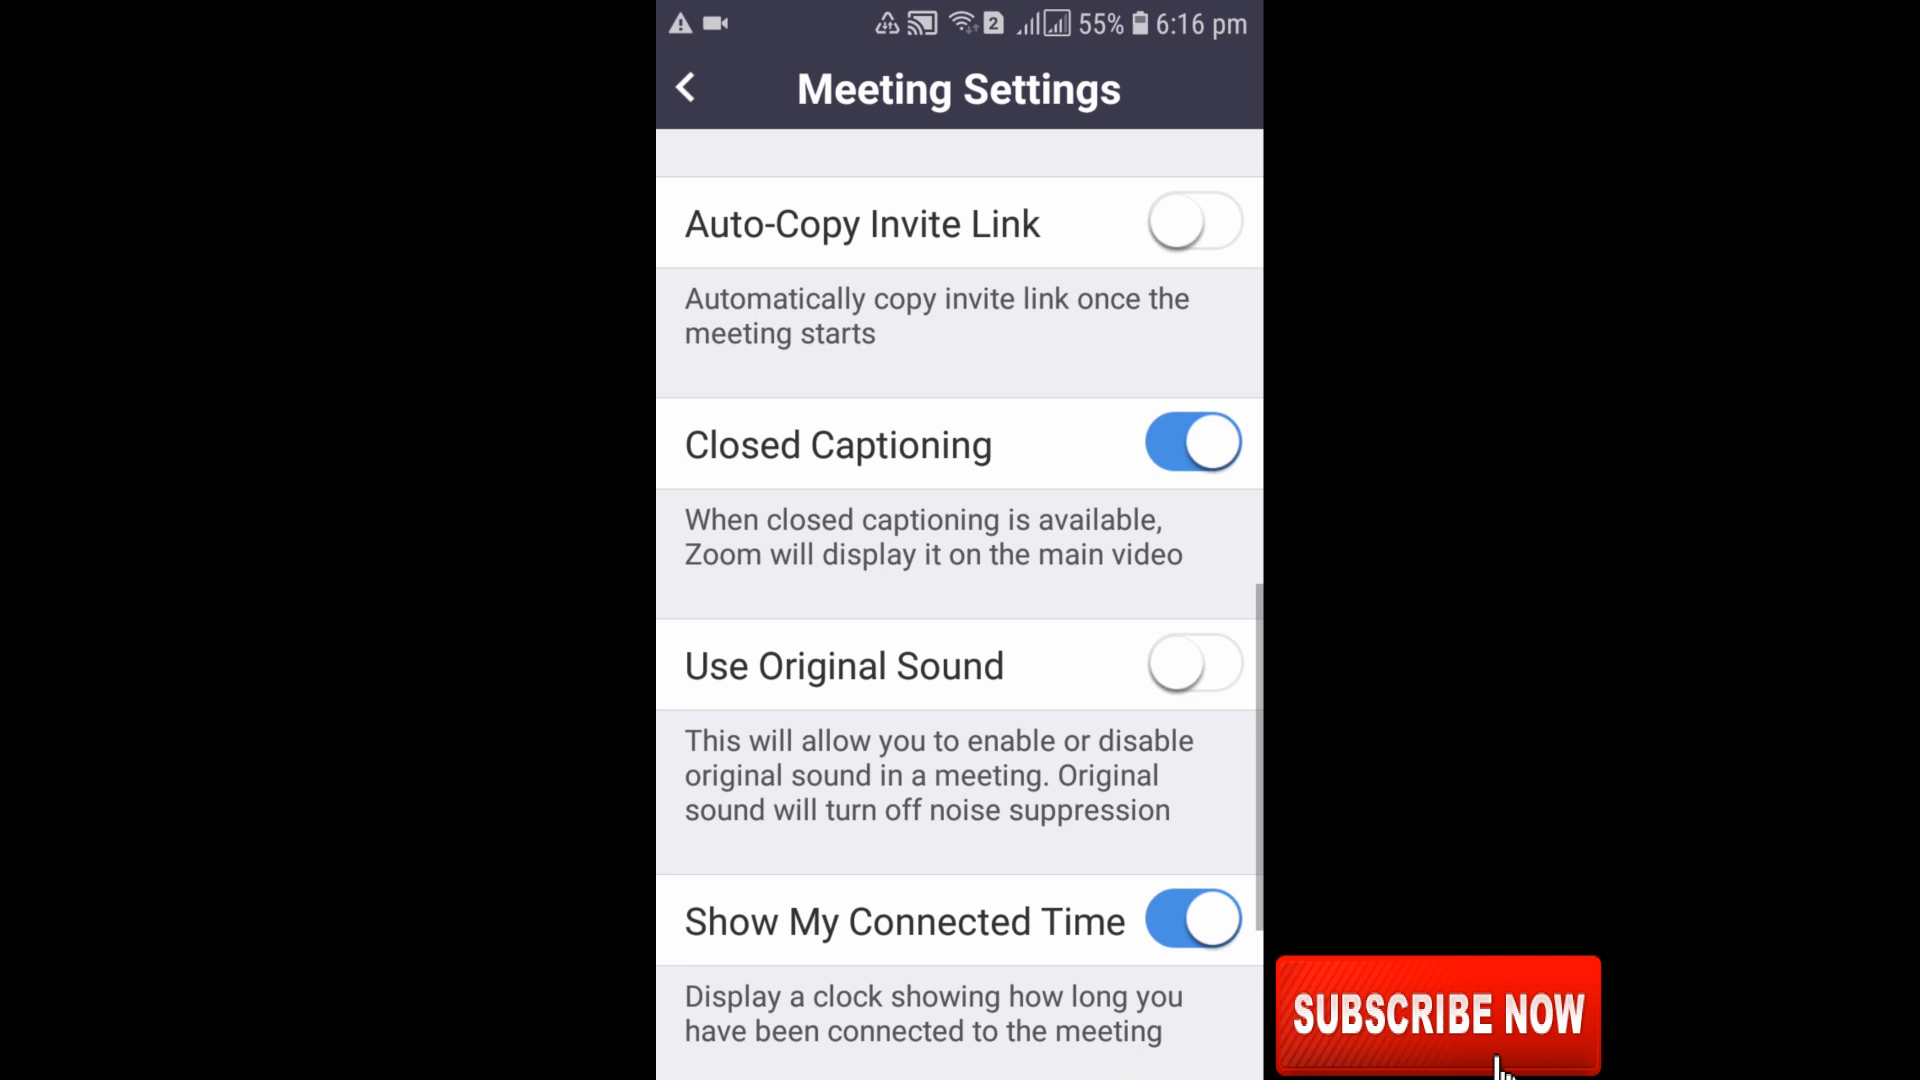 2 55% 6:16 pm
Meeting Settings
Auto-Copy Invite Link
Automatically copy invite link once the
meeting starts
Closed Captioning
When closed captioning is available,
Zoom will display it on the main video
Use Original Sound
This will allow you to enable or disable
original sound in a meeting. Original
sound will turn off noise suppression
Show My Connected Time
Display a clock showing how long you
have been connected to the meeting
SUBSCRIBE NOW